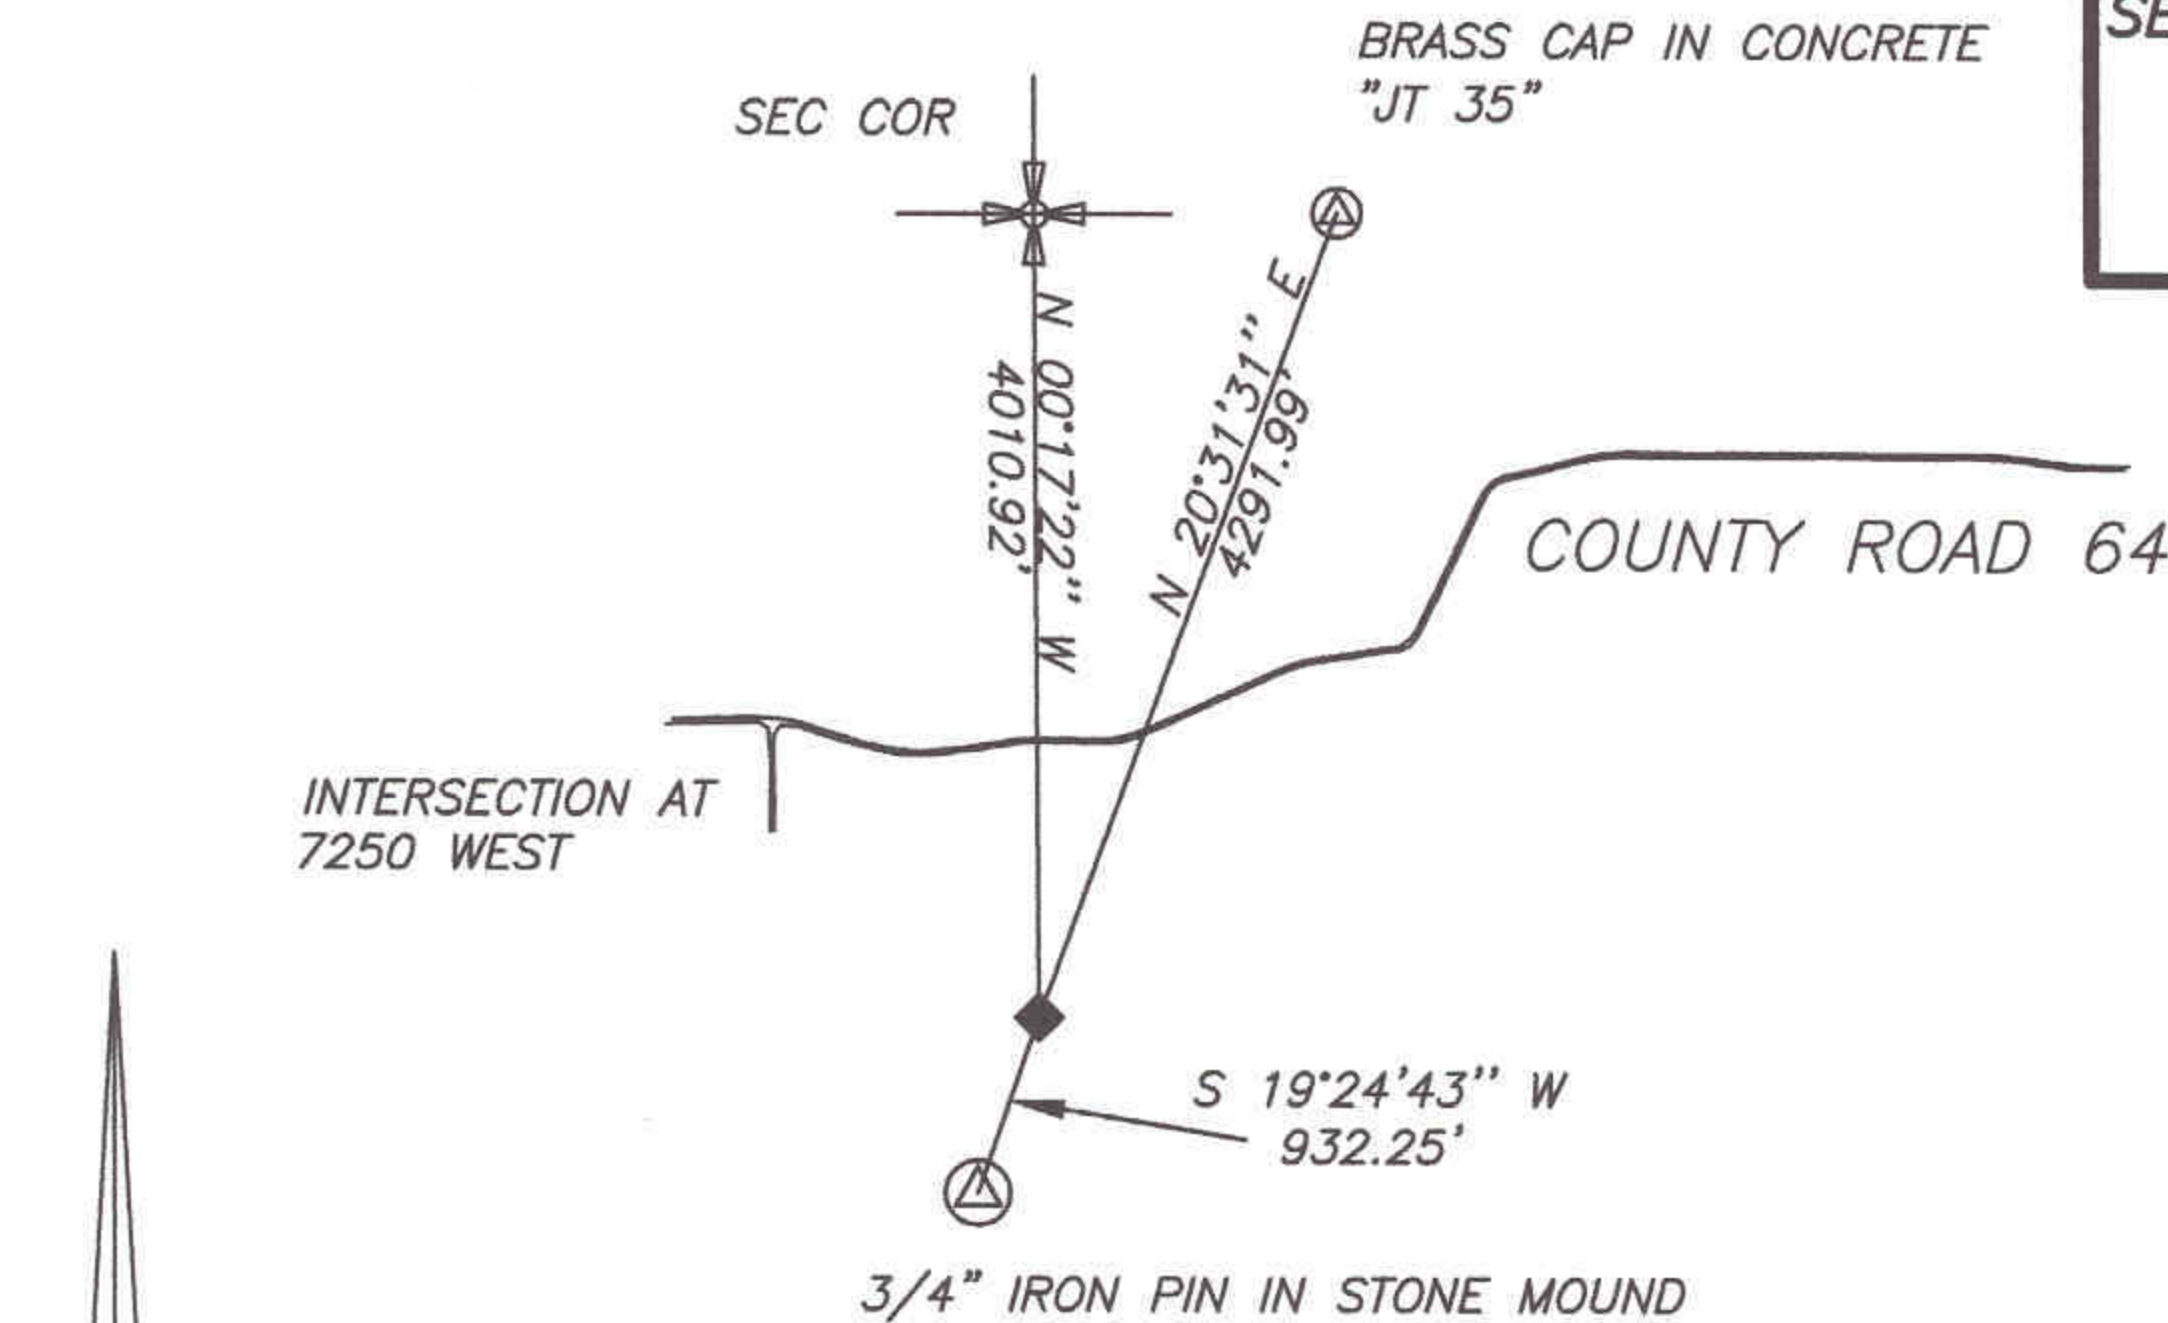 BRASS CAP IN CONCRETE
"JT 35"
SEC COR
N 00°17'22" W
4010.92'
N 20°31'31" E
4291.99'
COUNTY ROAD 64
INTERSECTION AT
7250 WEST
S 19°24'43" W
932.25'
3/4" IRON PIN IN STONE MOUND